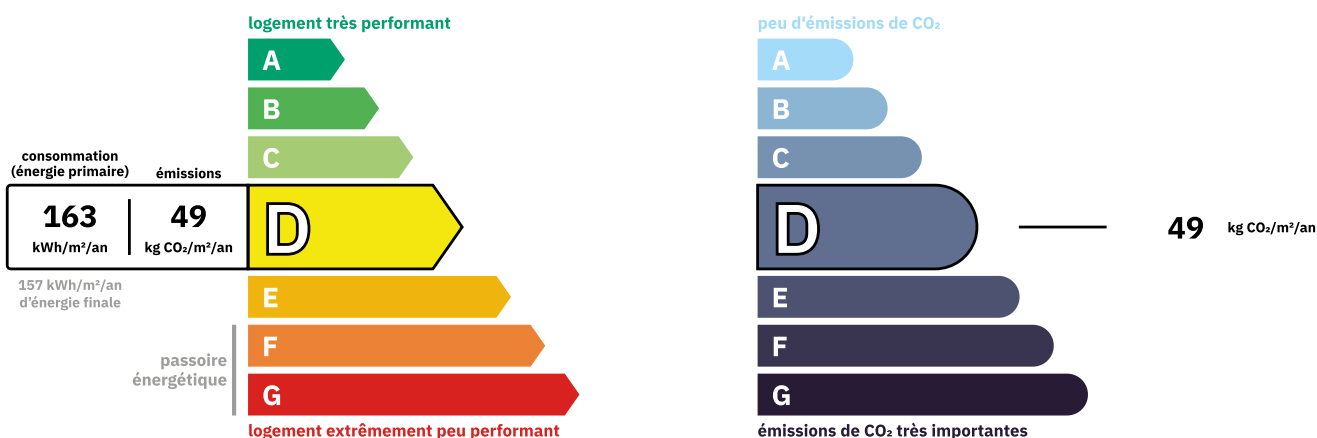 logement très performant
A
B
C
consommation
(énergie primaire)
émissions
163
kWh/m²/an
49
kg CO₂/m²/an
D
157 kWh/m²/an
d'énergie finale
E
passoire
énergétique
F
G
logement extrêmement peu performant
peu d'émissions de CO₂
A
B
C
D
49 kg CO₂/m²/an
E
F
G
émissions de CO₂ très importantes